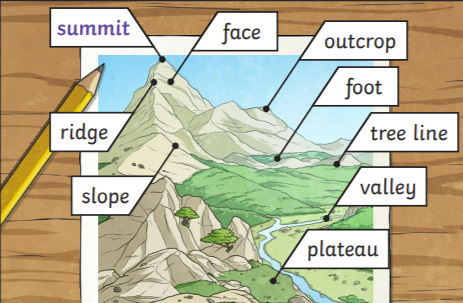 summit
face
outcrop
foot
ridge
tree line
slope
valley
plateau